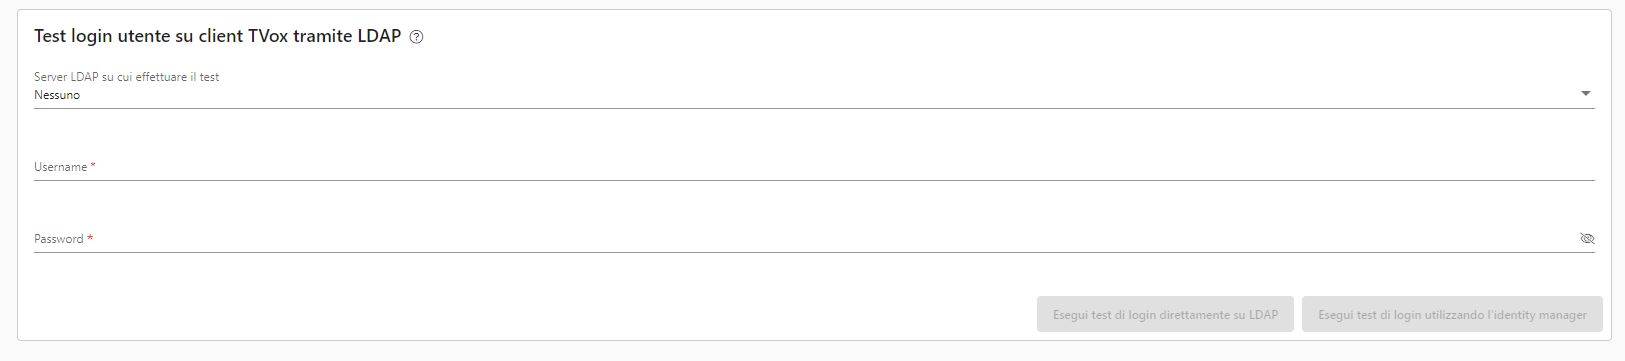 Test login utente su client TVox tramite LDAP ?
Server LDAP su cui effettuare il test
Nessuno
Username *
Password *
Esegui test di login direttamente su LDAP
Esegui test di login utilizzando l'identity manager